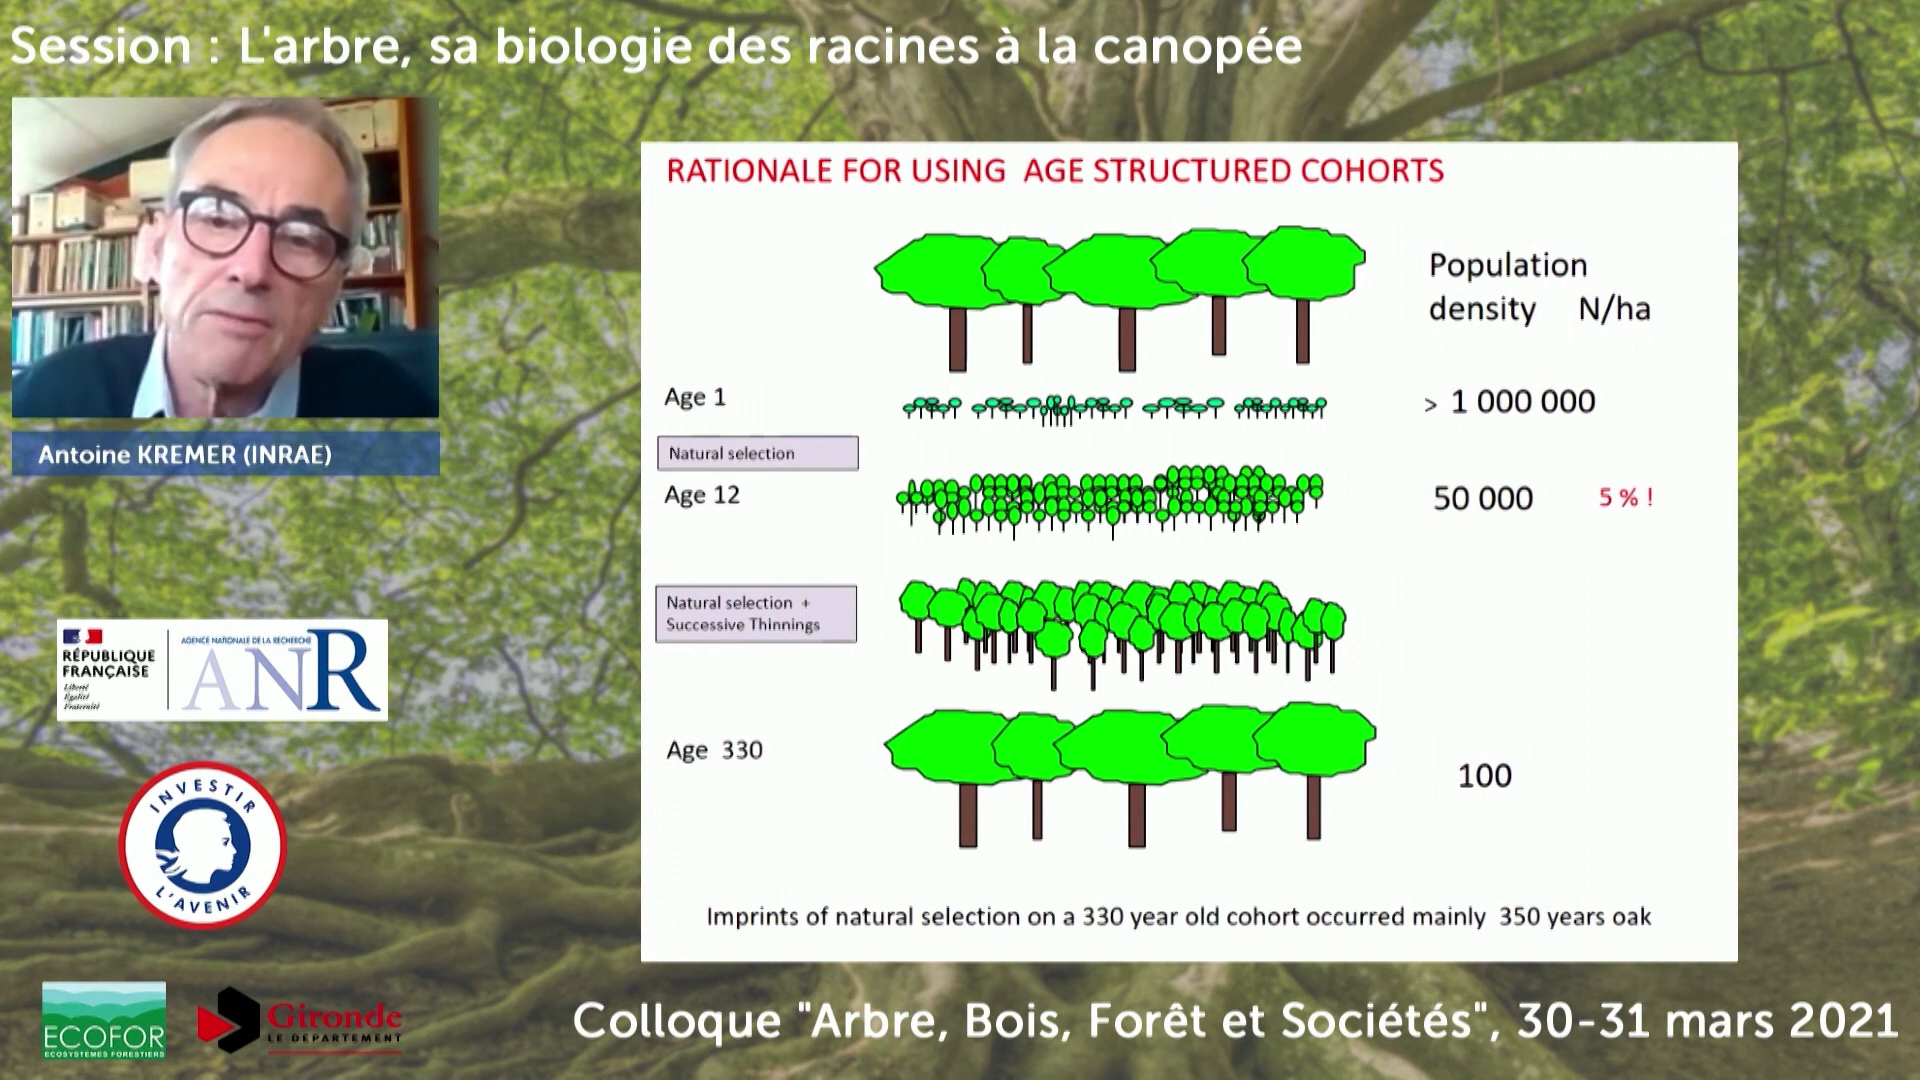 Session : L'arbre, sa biologie des racines à la canopée
RATIONALE FOR USING AGE STRUCTURED COHORTS
Population
density N/ha
Age 1
> 1 000 000
Natural selection
Age 12
50 000
5 % !
Natural selection +
Successive Thinnings
Age 330
100
Imprints of natural selection on a 330 year old cohort occurred mainly 350 years oak
Antoine KREMER (INRAE)
RÉPUBLIQUE
FRANÇAISE
Liberté
Égalité
Fraternité
AGENCE NATIONALE DE LA RECHERCHE
ANR
INVESTIR
L'AVENIR
ECOFOR
ECOSYSTEMES FORESTIERS
Gironde
LE DEPARTEMENT
Colloque "Arbre, Bois, Forêt et Sociétés", 30-31 mars 2021